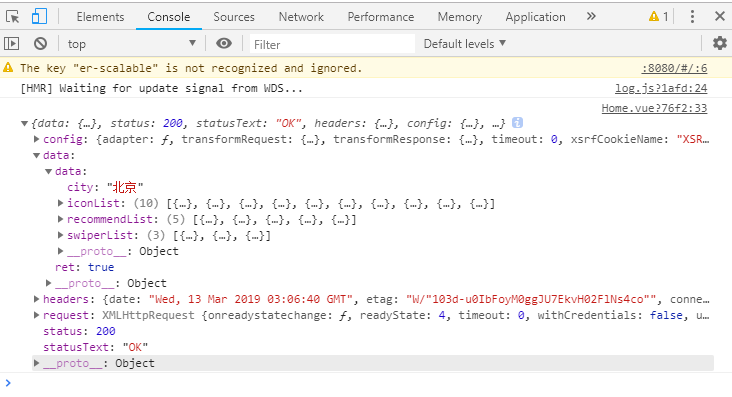 Elements Console Sources Network Performance Memory Application » 1
top Filter Default levels
The key "er-scalable" is not recognized and ignored. :8080/#/:6
[HMR] Waiting for update signal from WDS... log.js?1afd:24
Home.vue?76f2:33
{data: {…}, status: 200, statusText: "OK", headers: {…}, config: {…}, …}
config: {adapter: ƒ, transformRequest: {…}, transformResponse: {…}, timeout: 0, xsrfCookieName: "XSR…
data:
data:
city: "北京"
iconList: (10) [{…}, {…}, {…}, {…}, {…}, {…}, {…}, {…}, {…}, {…}]
recommendList: (5) [{…}, {…}, {…}, {…}, {…}]
swiperList: (3) [{…}, {…}, {…}]
__proto__: Object
ret: true
__proto__: Object
headers: {date: "Wed, 13 Mar 2019 03:06:40 GMT", etag: "W/"103d-u0IbFoyM0ggJU7EkvH02FlNs4co"", conne…
request: XMLHttpRequest {onreadystatechange: ƒ, readyState: 4, timeout: 0, withCredentials: false, u…
status: 200
statusText: "OK"
__proto__: Object